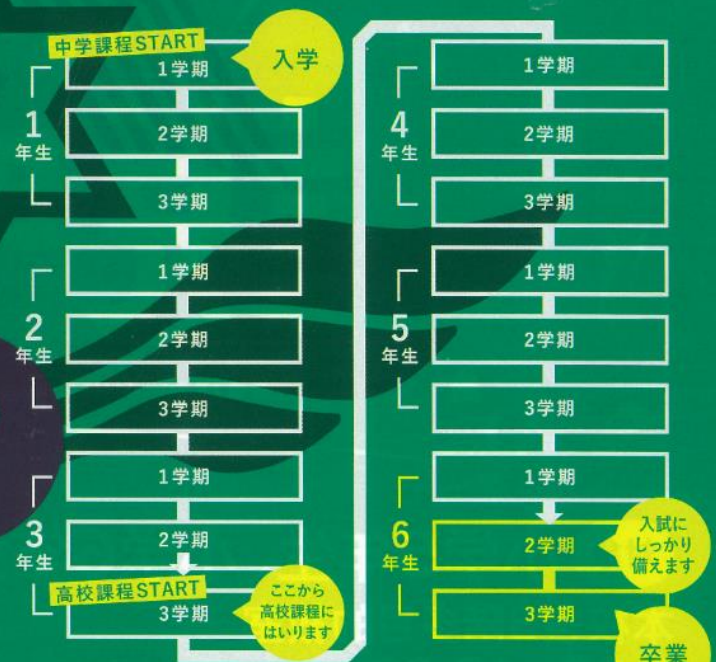 中学課程START
入学
1学期
1
年生
2学期
3学期
1学期
2
年生
2学期
3学期
1学期
3
年生
2学期
高校課程START
3学期
ここから
高校課程に
はいります
1学期
4
年生
2学期
3学期
1学期
5
年生
2学期
3学期
1学期
6
年生
2学期
入試に
しっかり
備えます
3学期
卒業